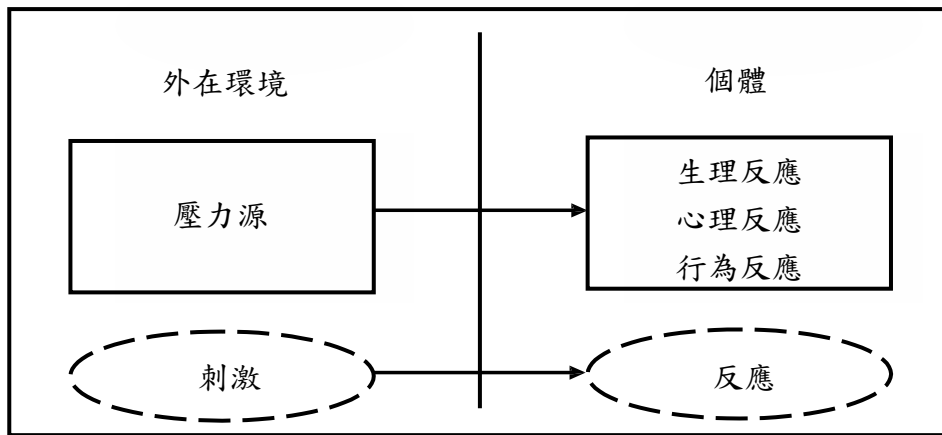 外在環境
個體
壓力源
生理反應
心理反應
行為反應
刺激
反應